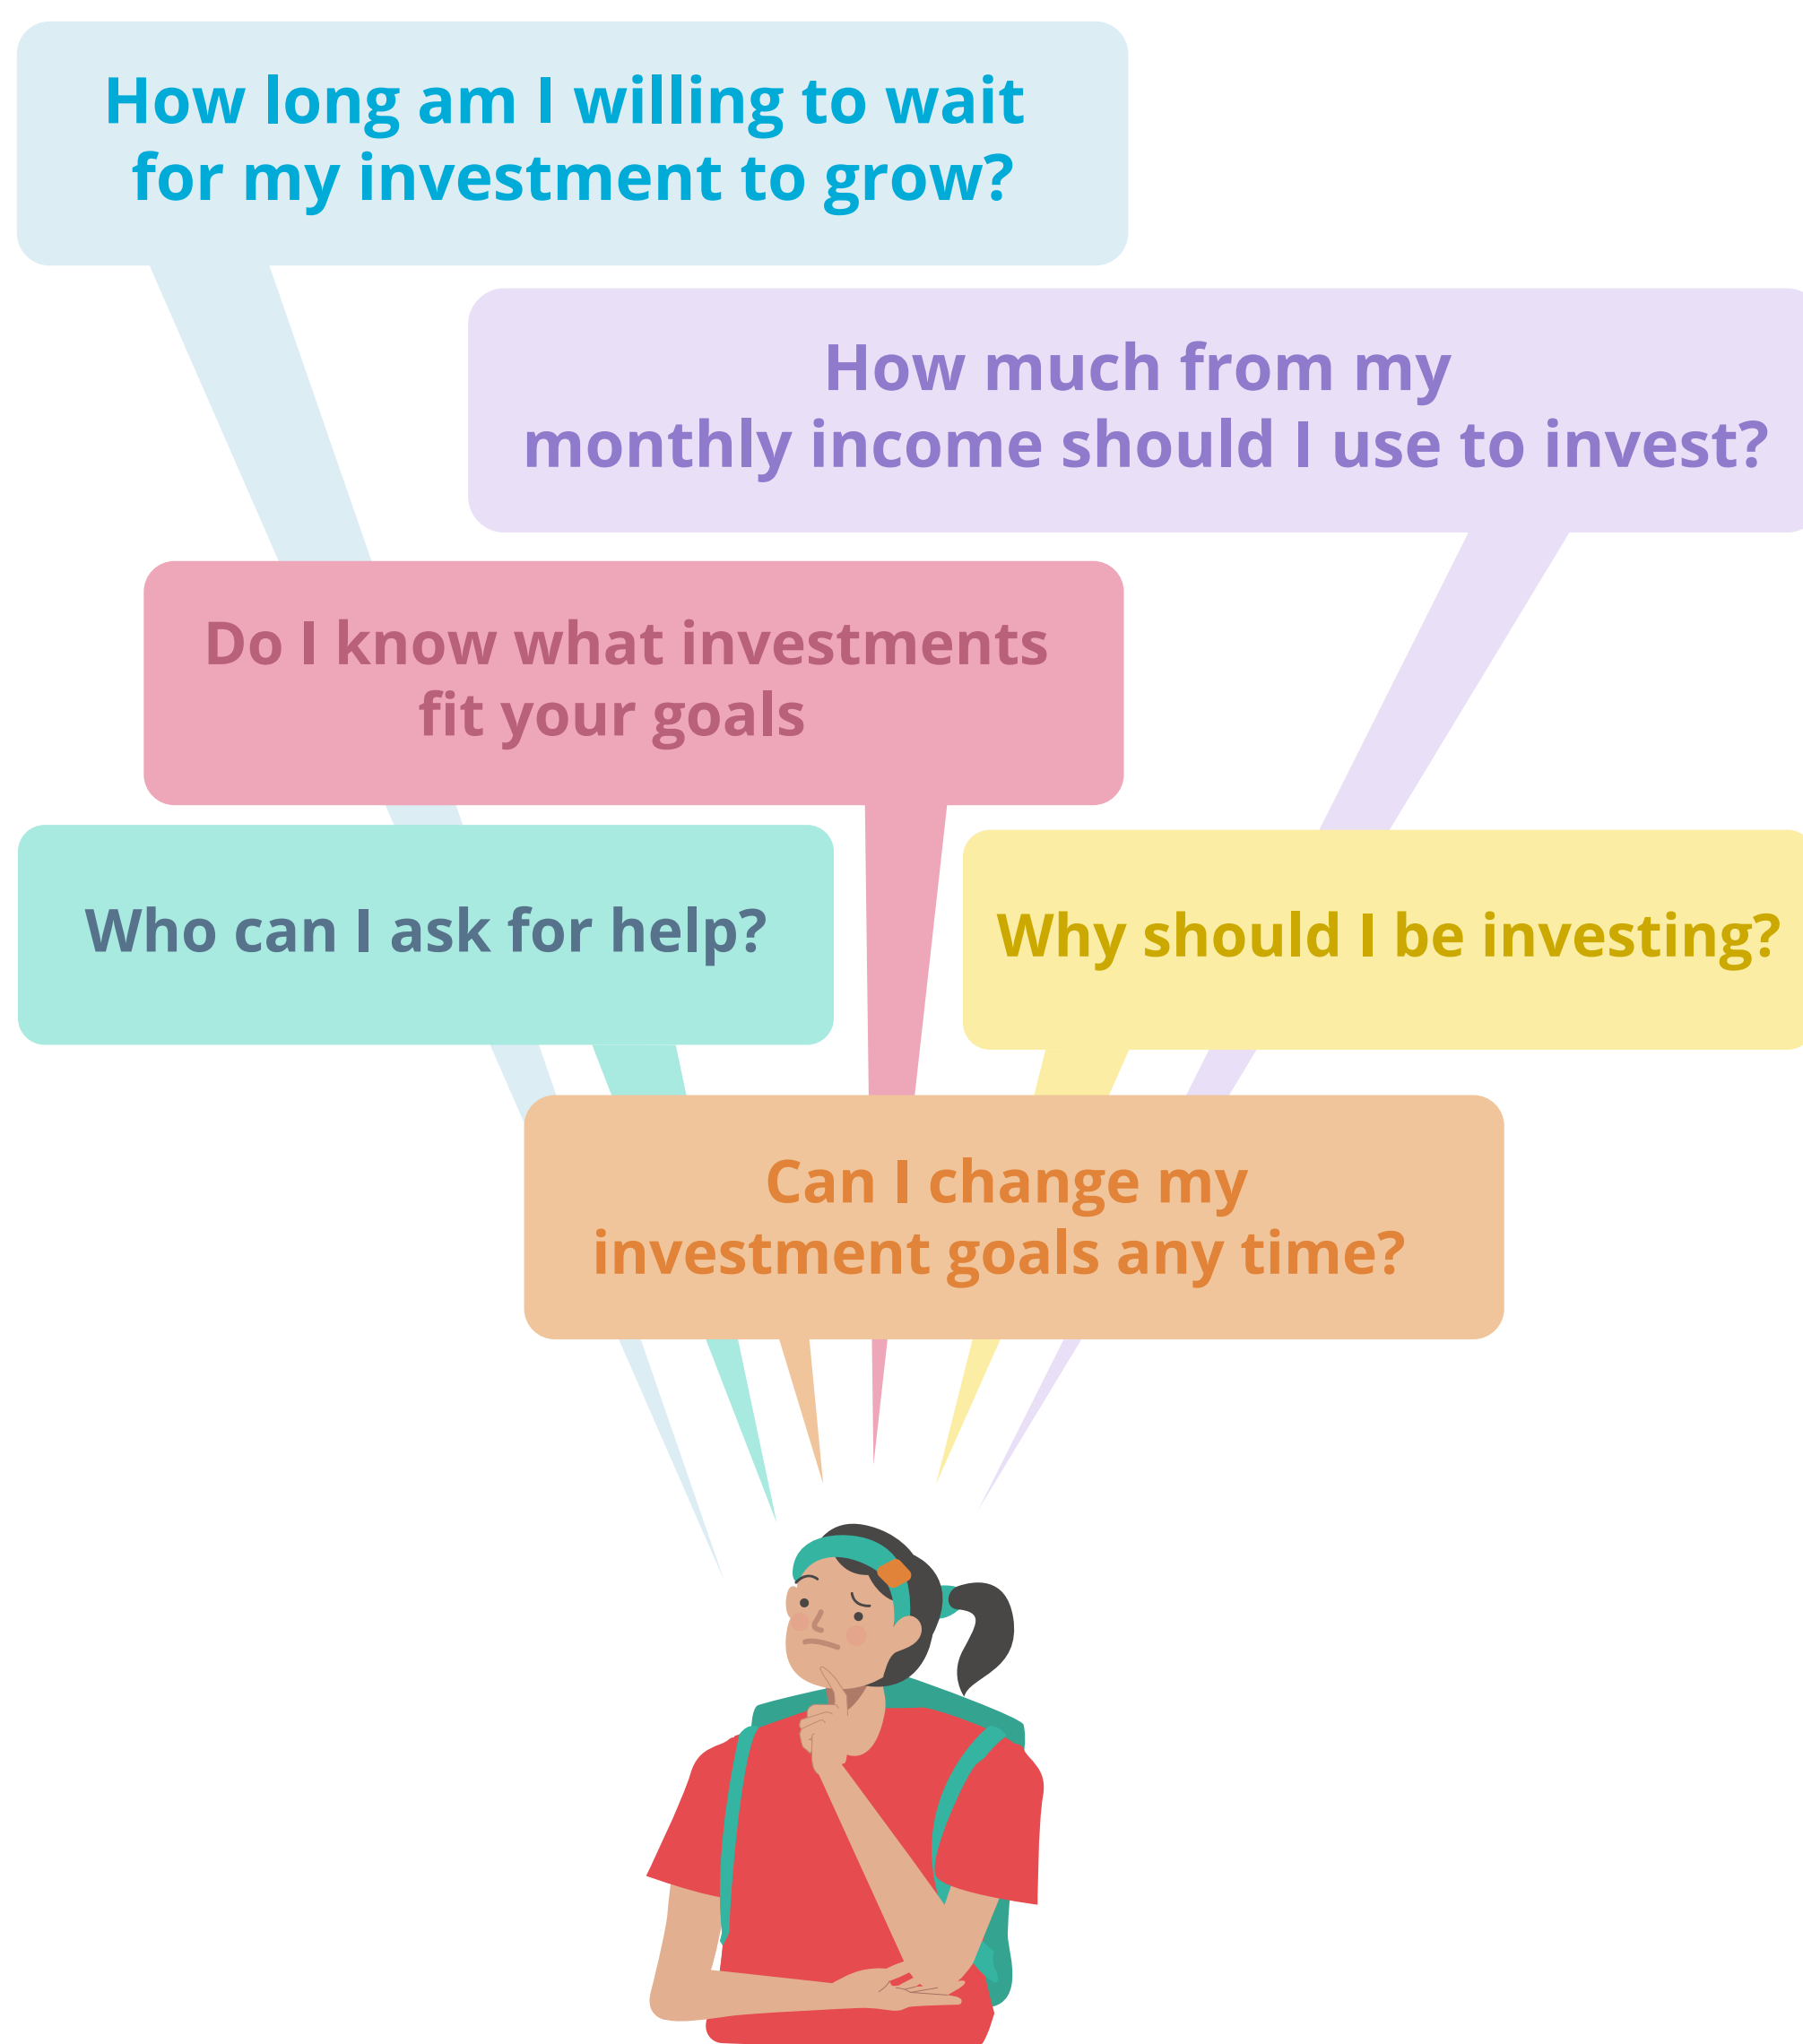 How long am I willing to wait
for my investment to grow?
How much from my
monthly income should I use to invest?
Do I know what investments
fit your goals
Who can I ask for help?
Why should I be investing?
Can I change my
investment goals any time?